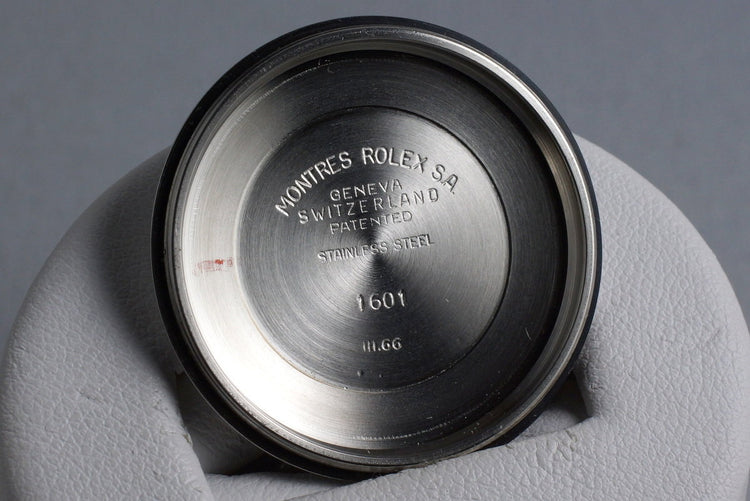 MONTRES ROLEX S.A.
GENEVA
SWITZERLAND
PATENTED
STAINLESS STEEL
1601
III.66